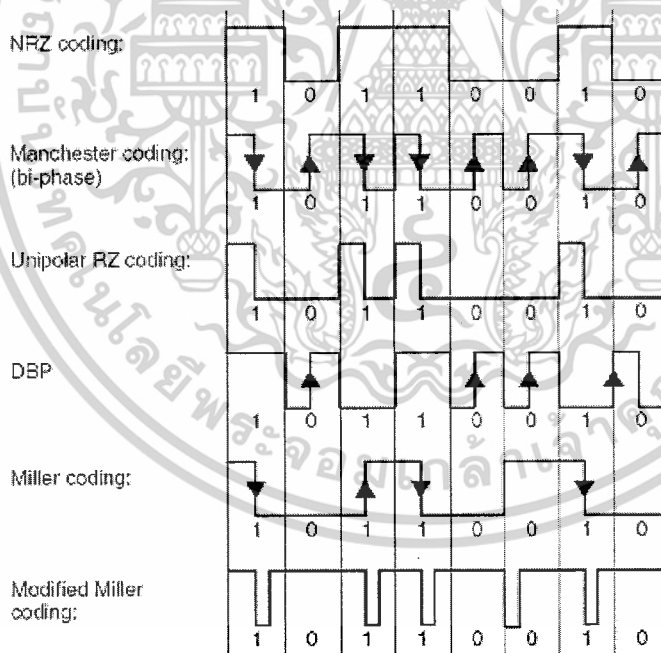 NRZ coding:
1 0 1 1 0 0 1 0
Manchester coding:
(bi-phase)
1 0 1 1 0 0 1 0
Unipolar RZ coding:
1 0 1 1 0 0 1 0
DBP
1 0 1 1 0 0 1 0
Miller coding:
1 0 1 1 0 0 1 0
Modified Miller
coding:
1 0 1 1 0 0 1 0